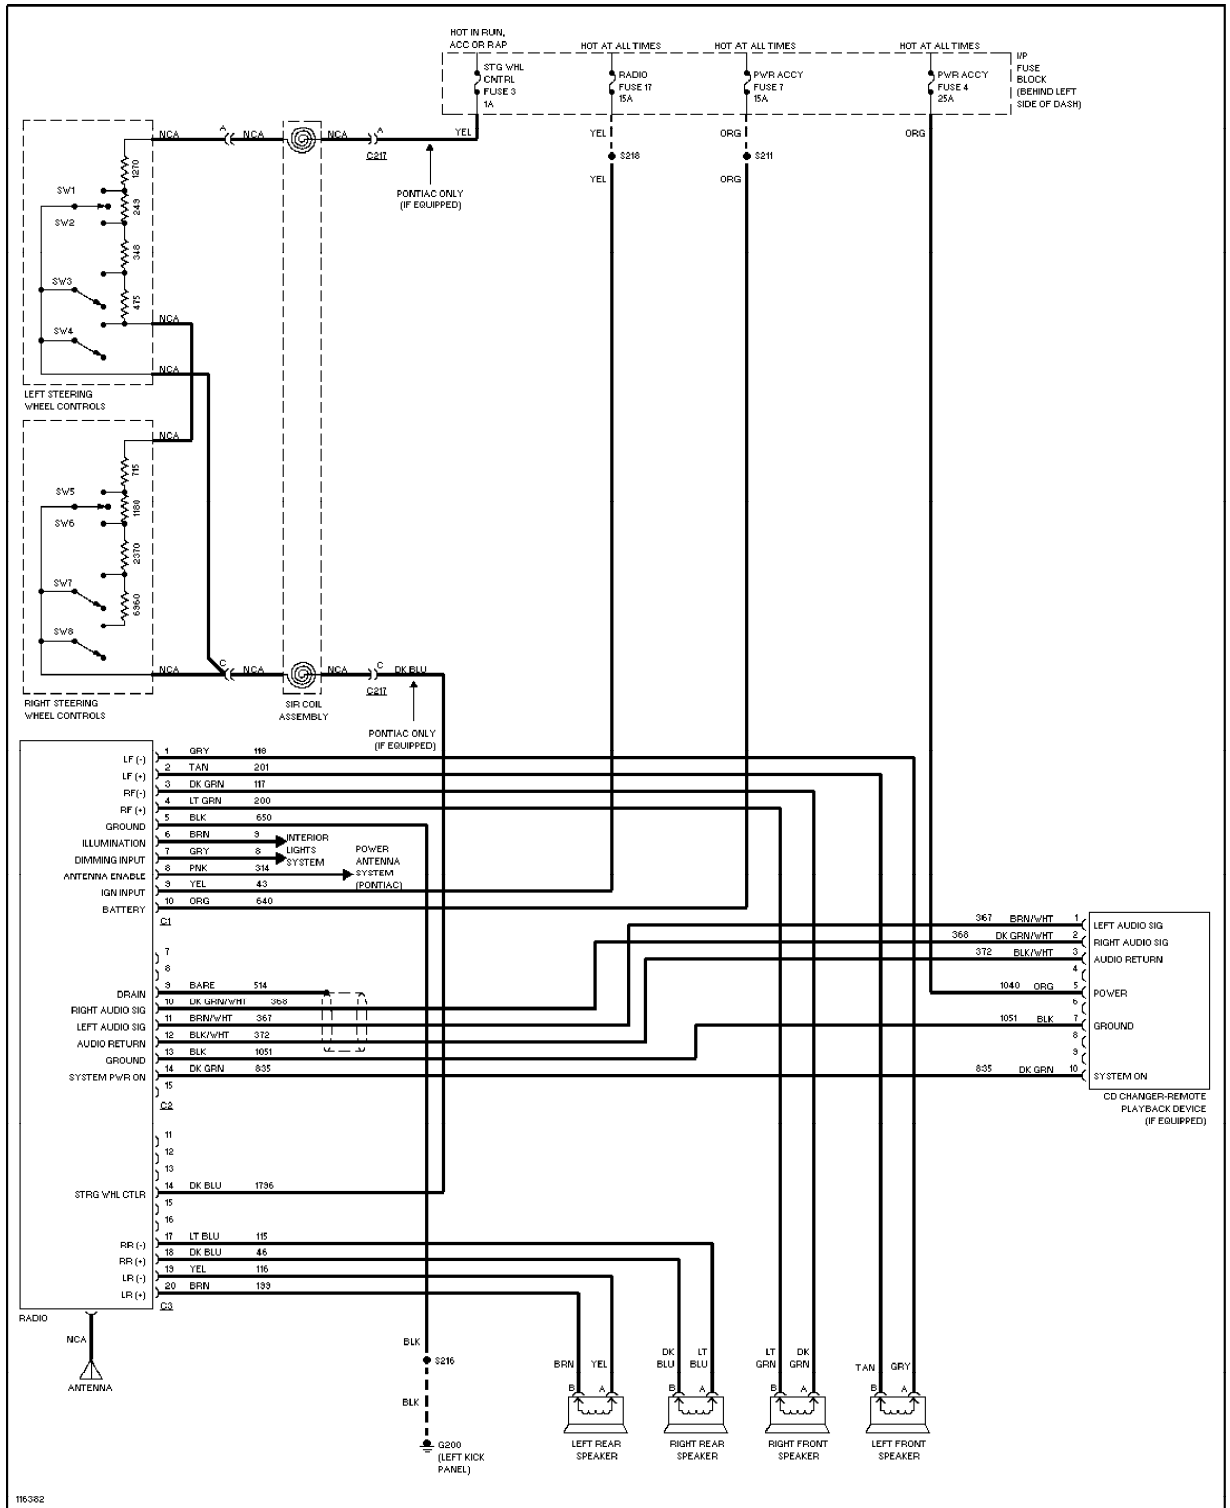 HOT IN RUN,
ACC OR RAP
HOT AT ALL TIMES
HOT AT ALL TIMES
HOT AT ALL TIMES
STG WHL
CNTRL
FUSE 3
1A
RADIO
FUSE 17
15A
PWR ACCY
FUSE 7
15A
PWR ACCY
FUSE 4
25A
I/P
FUSE
BLOCK
(BEHIND LEFT
SIDE OF DASH)
NCA A NCA NCA A YEL
C217
YEL ORG ORG
S218 S211
YEL ORG
PONTIAC ONLY
(IF EQUIPPED)
1270
SW1
249
SW2
348
SW3
475
SW4
NCA
NCA
LEFT STEERING
WHEEL CONTROLS
NCA
715
SW5
1180
SW6
2370
SW7
6960
SW8
NCA C NCA NCA C DK BLU
C217
RIGHT STEERING
WHEEL CONTROLS
SIR COIL
ASSEMBLY
PONTIAC ONLY
(IF EQUIPPED)
LF (-) 1 GRY 118
LF (+) 2 TAN 201
RF(-) 3 DK GRN 117
RF (+) 4 LT GRN 200
GROUND 5 BLK 650
ILLUMINATION 6 BRN 9
DIMMING INPUT 7 GRY 8
ANTENNA ENABLE 8 PNK 314
IGN INPUT 9 YEL 43
BATTERY 10 ORG 640
C1
INTERIOR
LIGHTS
SYSTEM
POWER
ANTENNA
SYSTEM
(PONTIAC)
7
8
DRAIN 9 BARE 514
RIGHT AUDIO SIG 10 DK GRN/WHT 368
LEFT AUDIO SIG 11 BRN/WHT 367
AUDIO RETURN 12 BLK/WHT 372
GROUND 13 BLK 1051
SYSTEM PWR ON 14 DK GRN 835
15
C2
367 BRN/WHT 1 LEFT AUDIO SIG
368 DK GRN/WHT 2 RIGHT AUDIO SIG
372 BLK/WHT 3 AUDIO RETURN
4
1040 ORG 5 POWER
6
1051 BLK 7 GROUND
8
9
835 DK GRN 10 SYSTEM ON
CD CHANGER-REMOTE
PLAYBACK DEVICE
(IF EQUIPPED)
11
12
13
STRG WHL CTLR 14 DK BLU 1796
15
16
RR (-) 17 LT BLU 115
RR (+) 18 DK BLU 46
LR (-) 19 YEL 116
LR (+) 20 BRN 199
C3
RADIO
NCA
ANTENNA
BLK
S216
BLK
G200
(LEFT KICK
PANEL)
BRN YEL
DK
BLU
LT
BLU
LT
GRN
DK
GRN
TAN GRY
B A B A B A B A
LEFT REAR
SPEAKER
RIGHT REAR
SPEAKER
RIGHT FRONT
SPEAKER
LEFT FRONT
SPEAKER
116382